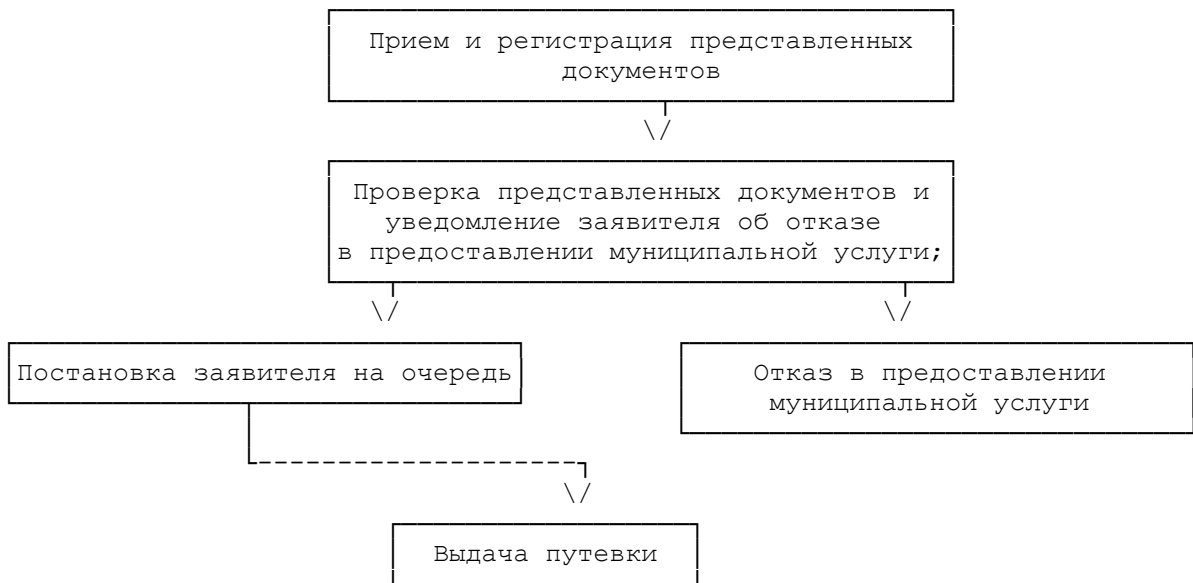 Прием и регистрация представленных
документов
Проверка представленных документов и
уведомление заявителя об отказе
в предоставлении муниципальной услуги;
Постановка заявителя на очередь
Отказ в предоставлении
муниципальной услуги
Выдача путевки